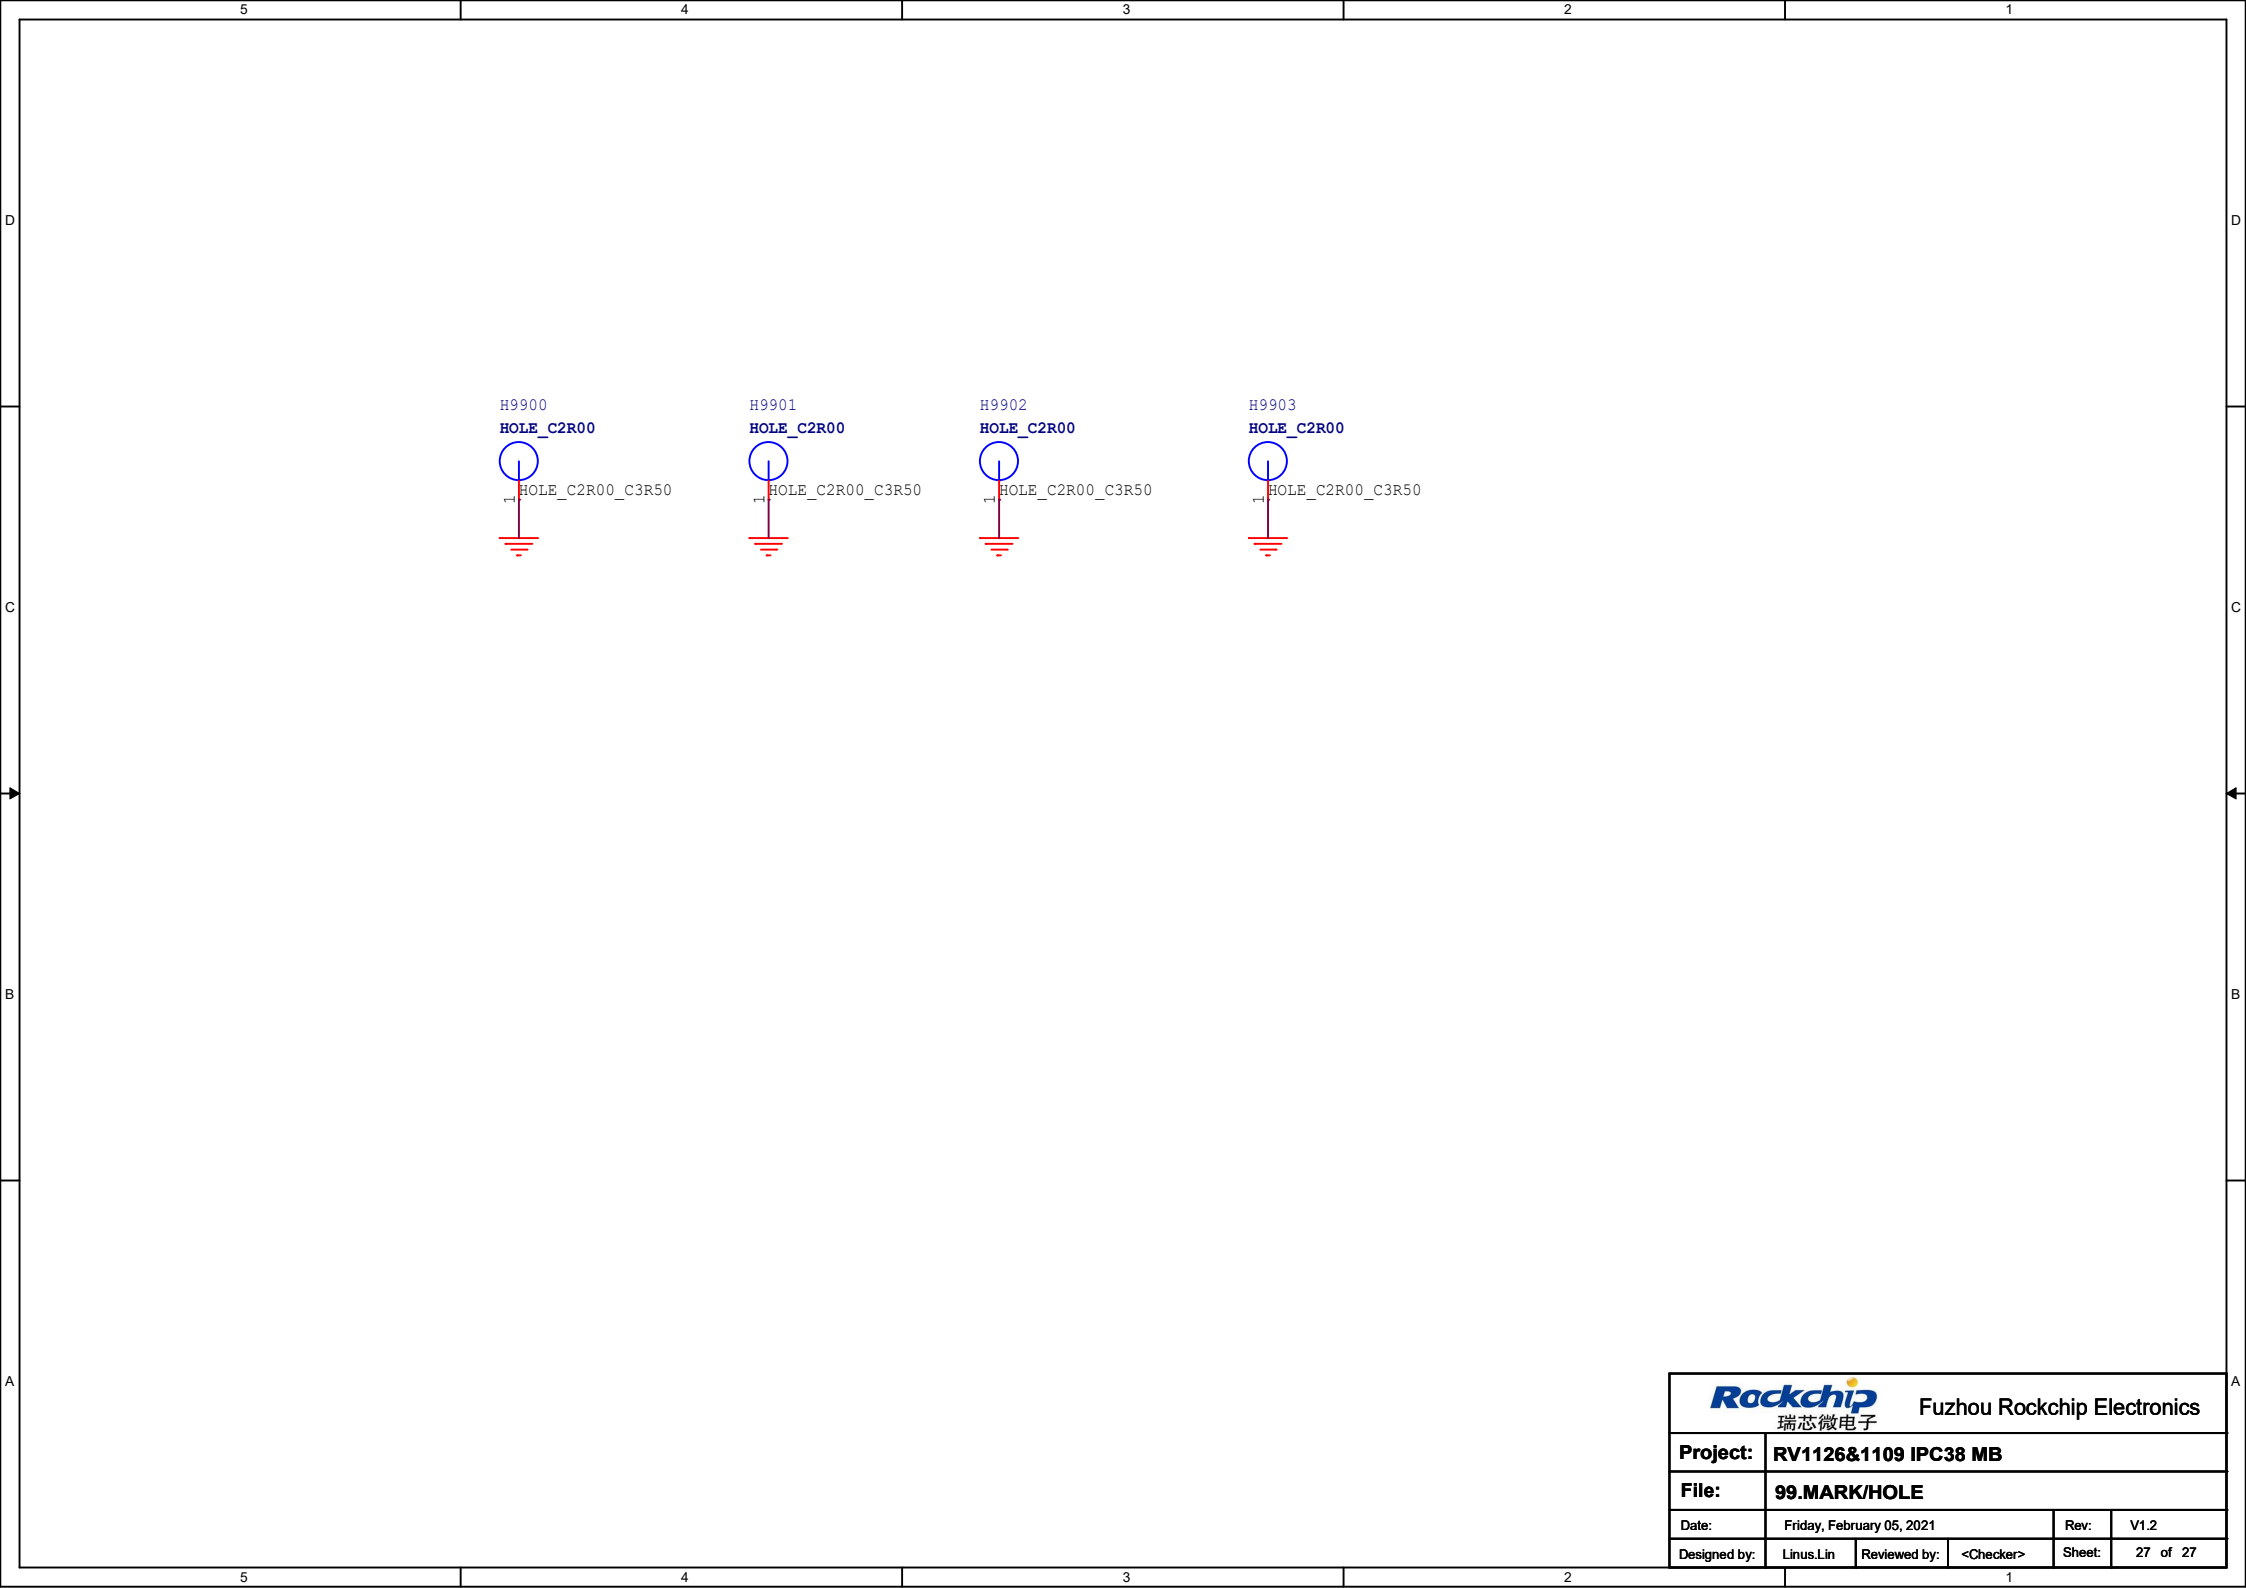 5 4 3 2 1
D D
H9900 H9901 H9902 H9903
HOLE_C2R00 HOLE_C2R00 HOLE_C2R00 HOLE_C2R00
1 HOLE_C2R00_C3R50 1 HOLE_C2R00_C3R50 1 HOLE_C2R00_C3R50 1 HOLE_C2R00_C3R50
C C
B B
A A
Rockchip
瑞芯微电子
Fuzhou Rockchip Electronics
Project: RV1126&1109 IPC38 MB
File: 99.MARK/HOLE
Date: Friday, February 05, 2021 Rev: V1.2
Designed by: Linus.Lin Reviewed by: <Checker> Sheet: 27 of 27
5 4 3 2 1